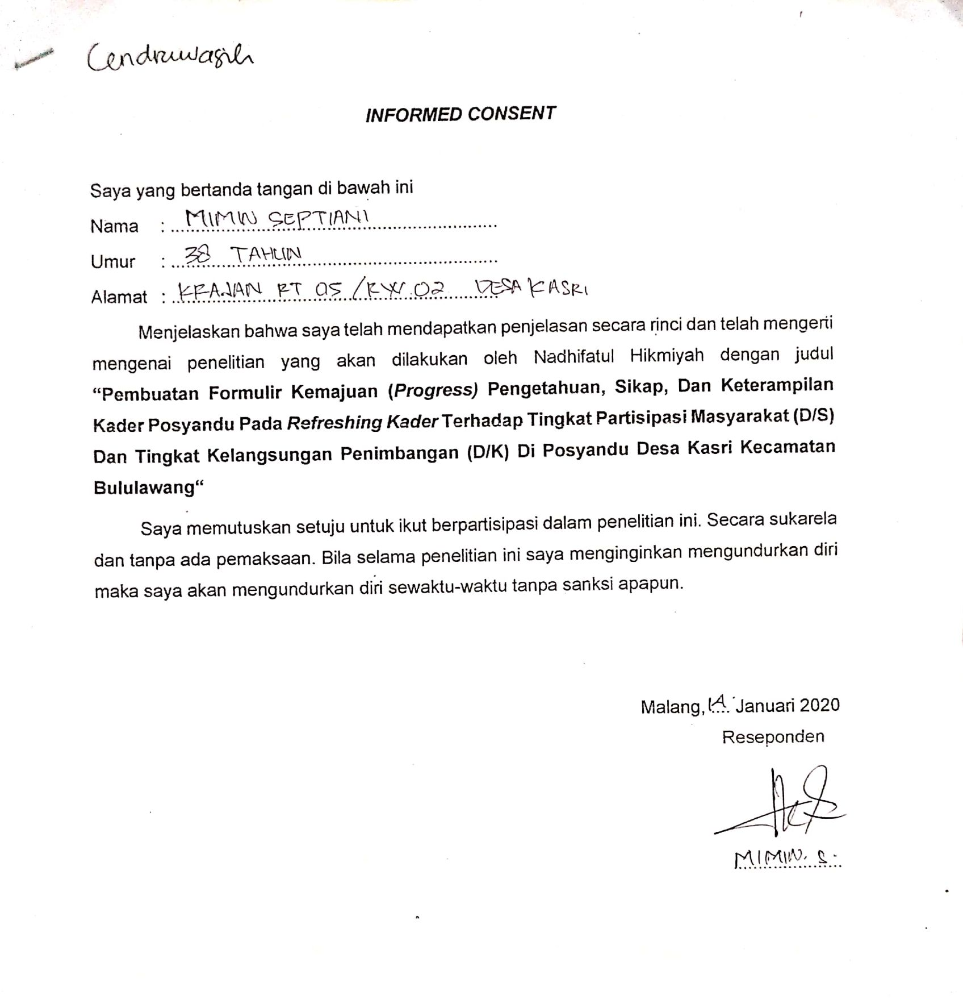 Cendrawasih
INFORMED CONSENT
Saya yang bertanda tangan di bawah ini
Nama : MIMIN SEPTIANI
Umur : 38 TAHUN
Alamat : KRAJAN RT 05 / RW 02 DESA KASRI
Menjelaskan bahwa saya telah mendapatkan penjelasan secara rinci dan telah mengerti
mengenai penelitian yang akan dilakukan oleh Nadhifatul Hikmiyah dengan judul
“Pembuatan Formulir Kemajuan (Progress) Pengetahuan, Sikap, Dan Keterampilan
Kader Posyandu Pada Refreshing Kader Terhadap Tingkat Partisipasi Masyarakat (D/S)
Dan Tingkat Kelangsungan Penimbangan (D/K) Di Posyandu Desa Kasri Kecamatan
Bululawang“
Saya memutuskan setuju untuk ikut berpartisipasi dalam penelitian ini. Secara sukarela
dan tanpa ada pemaksaan. Bila selama penelitian ini saya menginginkan mengundurkan diri
maka saya akan mengundurkan diri sewaktu-waktu tanpa sanksi apapun.
Malang, 14 Januari 2020
Reseponden
MIMIN. S.